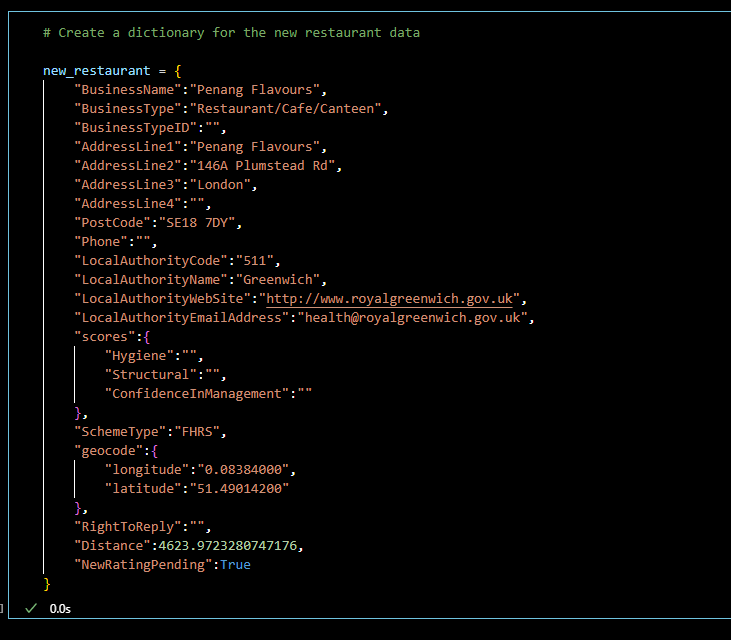 # Create a dictionary for the new restaurant data
new_restaurant = {
"BusinessName":"Penang Flavours",
"BusinessType":"Restaurant/Cafe/Canteen",
"BusinessTypeID":"",
"AddressLine1":"Penang Flavours",
"AddressLine2":"146A Plumstead Rd",
"AddressLine3":"London",
"AddressLine4":"",
"PostCode":"SE18 7DY",
"Phone":"",
"LocalAuthorityCode":"511",
"LocalAuthorityName":"Greenwich",
"LocalAuthorityWebSite":"http://www.royalgreenwich.gov.uk",
"LocalAuthorityEmailAddress":"health@royalgreenwich.gov.uk",
"scores":{
"Hygiene":"",
"Structural":"",
"ConfidenceInManagement":""
},
"SchemeType":"FHRS",
"geocode":{
"longitude":"0.08384000",
"latitude":"51.49014200"
},
"RightToReply":"",
"Distance":4623.9723280747176,
"NewRatingPending":True
}
] ✓ 0.0s